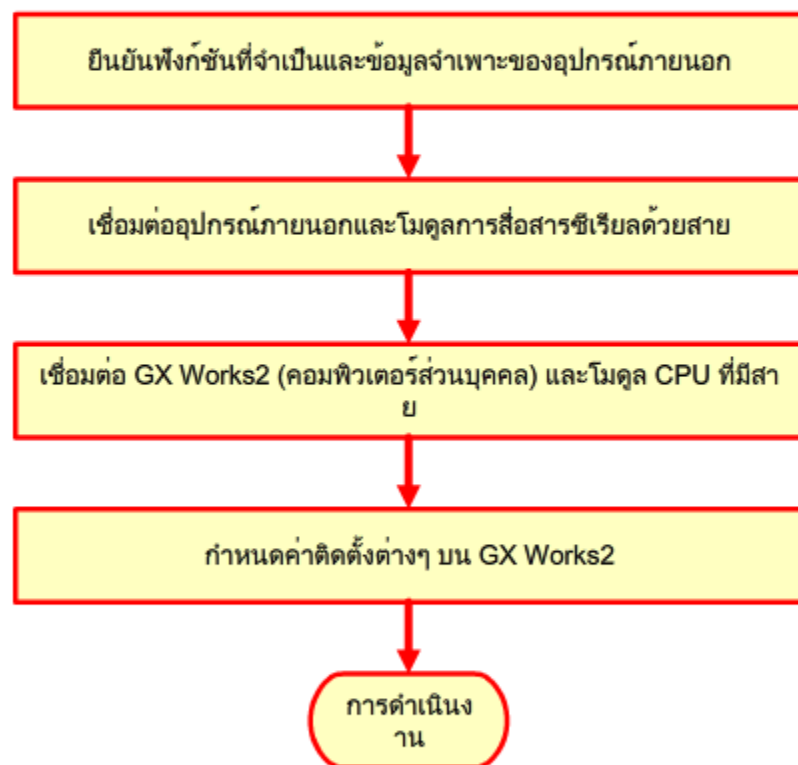 ยืนยันฟังก์ชันที่จำเป็นและข้อมูลจำเพาะของอุปกรณ์ภายนอก
เชื่อมต่ออุปกรณ์ภายนอกและโมดูลการสื่อสารซีเรียลด้วยสาย
เชื่อมต่อ GX Works2 (คอมพิวเตอร์ส่วนบุคคล) และโมดูล CPU ที่มีสา
ย
กำหนดค่าติดตั้งต่างๆ บน GX Works2
การดำเนินง
าน